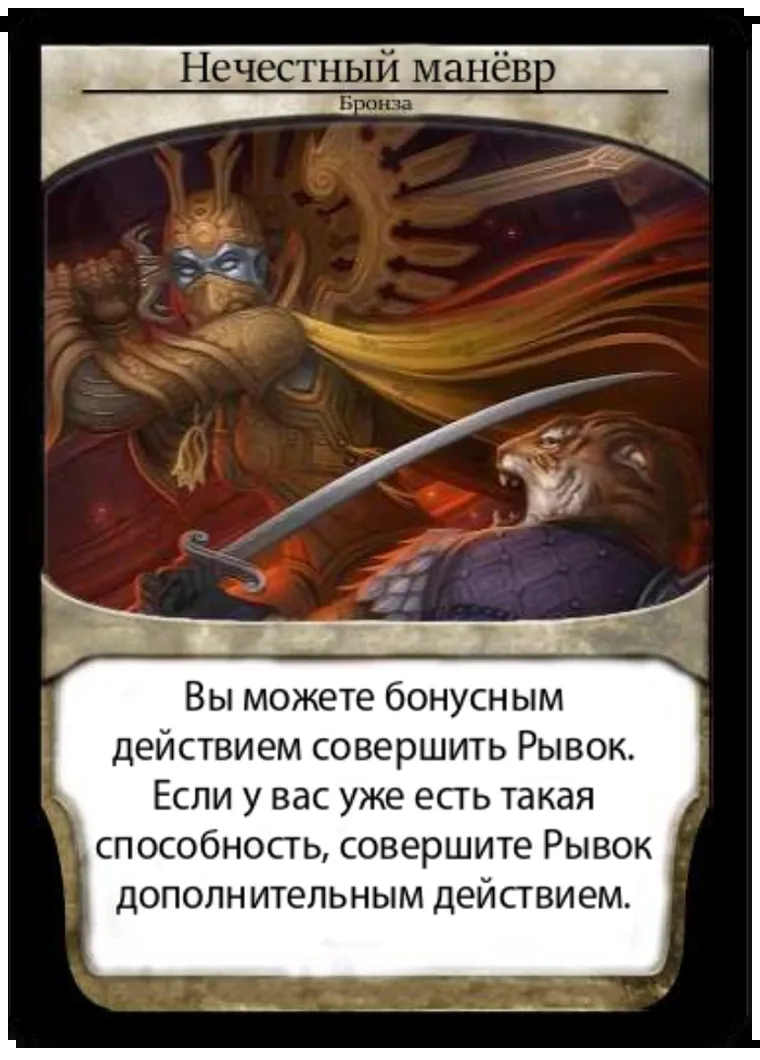 Нечестный манёвр
Бронза
Вы можете бонусным
действием совершить Рывок.
Если у вас уже есть такая
способность, совершите Рывок
дополнительным действием.